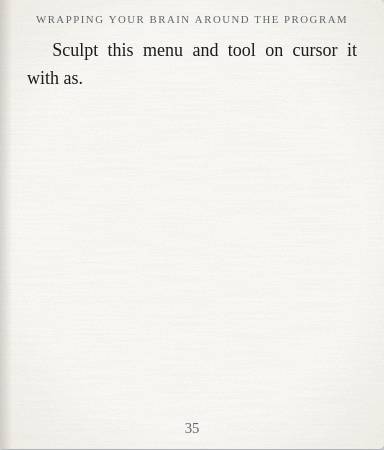 WRAPPING YOUR BRAIN AROUND THE PROGRAM
Sculpt this menu and tool on cursor it
with as.
35